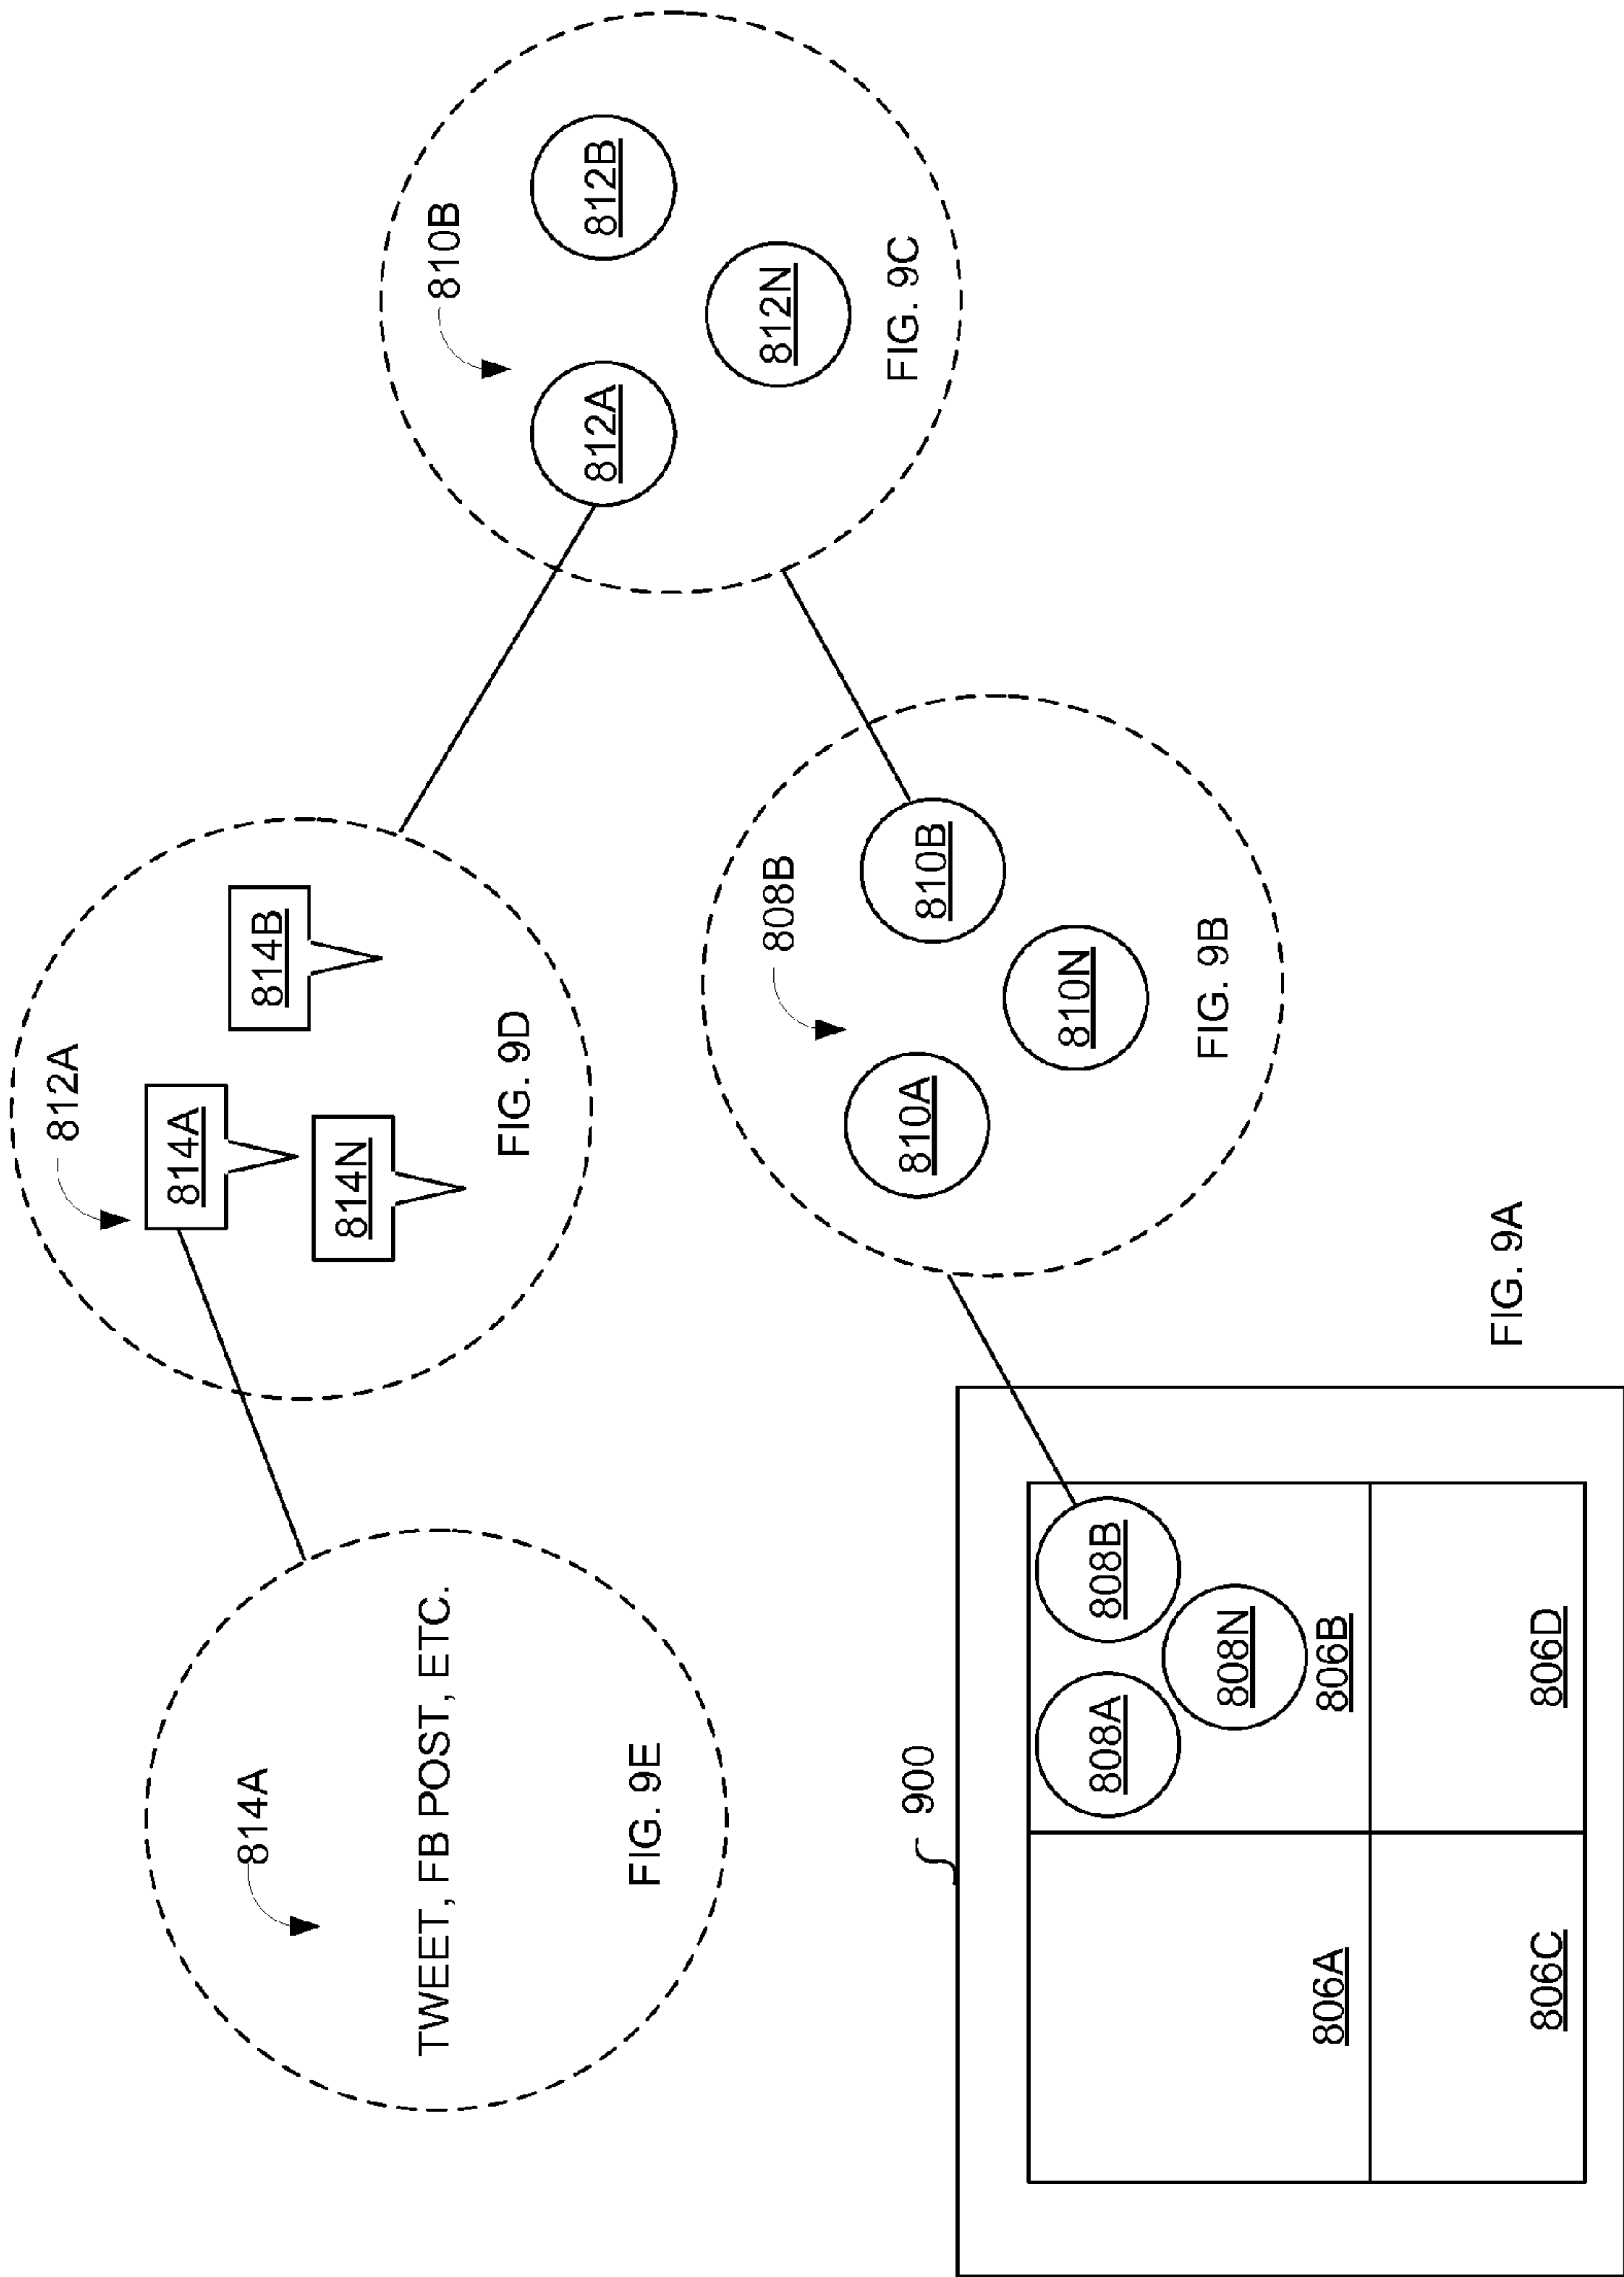 814A
TWEET, FB POST, ETC.
FIG. 9E
812A
814A
814B
814N
FIG. 9D
810B
812A
812B
812N
FIG. 9C
808B
810A
810B
810N
FIG. 9B
900
808A
808B
808N
806A
806B
806C
806D
FIG. 9A